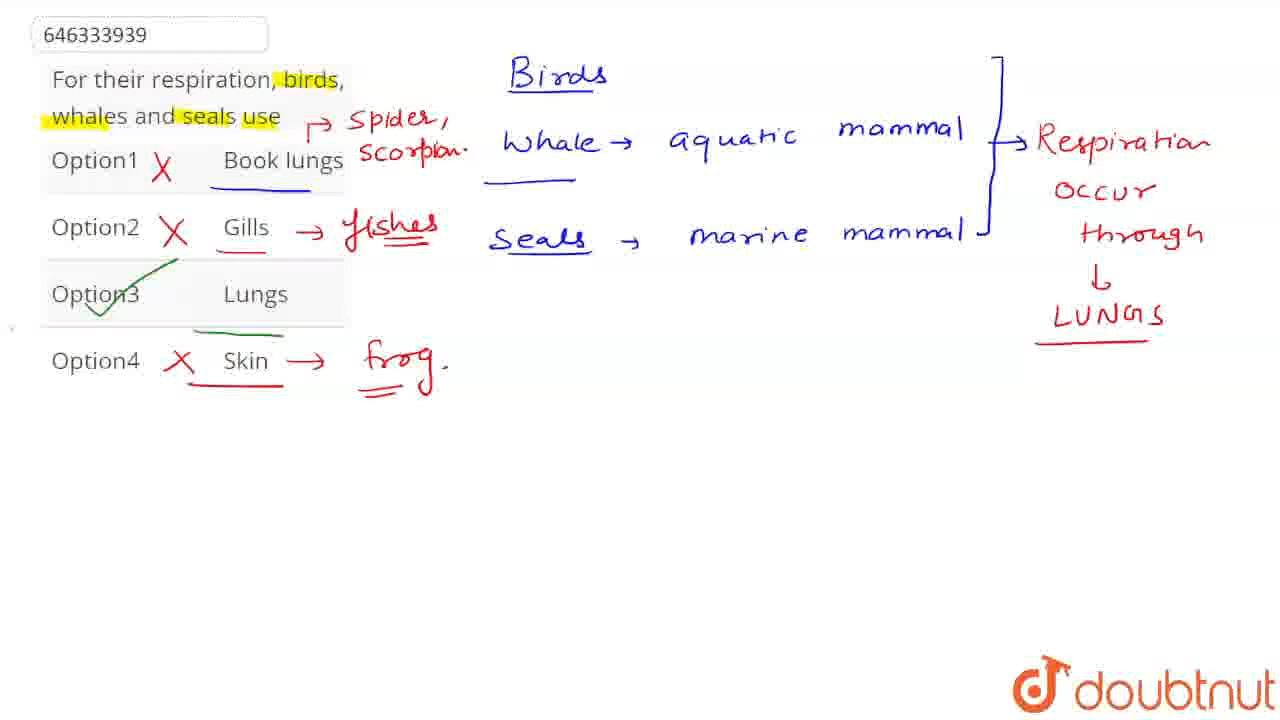 646333939
For their respiration, birds,
whales and seals use
Option1 X Book lungs → spider, scorpion.
Option2 X Gills → fishes
Option3 Lungs
Option4 X Skin → frog.
Birds
Whale → aquatic mammal
Seals → marine mammal
→ Respiration
occur
through
↓
LUNGS
doubtnut